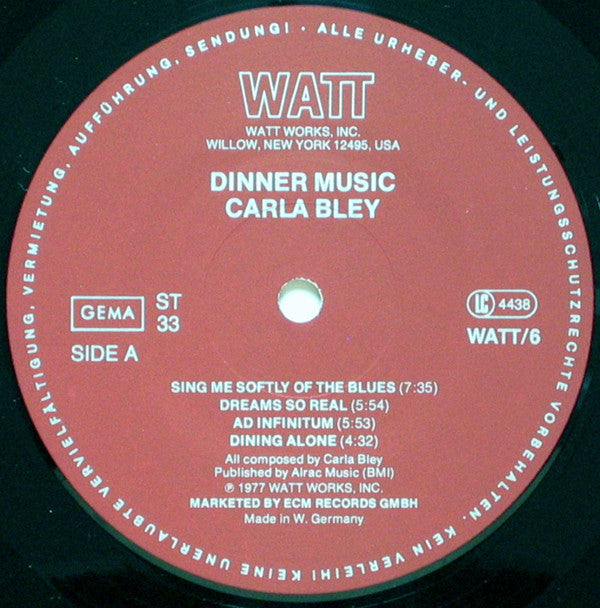 WATT
WATT WORKS, INC.
WILLOW, NEW YORK 12495, USA
DINNER MUSIC
CARLA BLEY
GEMA
ST
33
SIDE A
LC 4438
WATT/6
SING ME SOFTLY OF THE BLUES (7:35)
DREAMS SO REAL (5:54)
AD INFINITUM (5:53)
DINING ALONE (4:32)
All composed by Carla Bley
Published by Alrac Music (BMI)
℗ 1977 WATT WORKS, INC.
MARKETED BY ECM RECORDS GMBH
Made in W. Germany
ALLE URHEBER- UND LEISTUNGSSCHUTZRECHTE VORBEHALTEN. KEIN VERLEIH! KEINE UNERLAUBTE VERVIELFÄLTIGUNG, VERMIETUNG, AUFFÜHRUNG, SENDUNG! ·